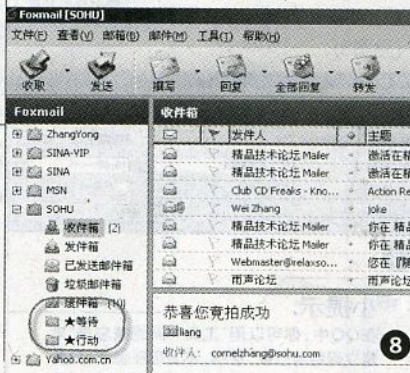 Foxmail [SOHU]
文件(F) 查看(V) 邮箱(B) 邮件(M) 工具(T) 帮助(H)
收取 发送 撰写 回复 全部回复 转发
Foxmail
ZhangYong
SINA-VIP
SINA
MSN
SOHU
收件箱 (2)
发件箱
已发送邮件箱
垃圾邮件箱
废件箱 (10)
★等待
★行动
Yahoo.com.cn
收件箱
发件人 主题
精品技术论坛 Mailer 激活在精
精品技术论坛 Mailer 激活在精
Club CD Freaks - Kno... Action Re
Wei Zhang joke
精品技术论坛 Mailer 你在 精品
精品技术论坛 Mailer 你在 精品
Webmaster@relaxso... 您在『随
雨声论坛 雨声论坛
恭喜您竞拍成功
liang
收件人: cornelzhang@sohu.com
8
小提示